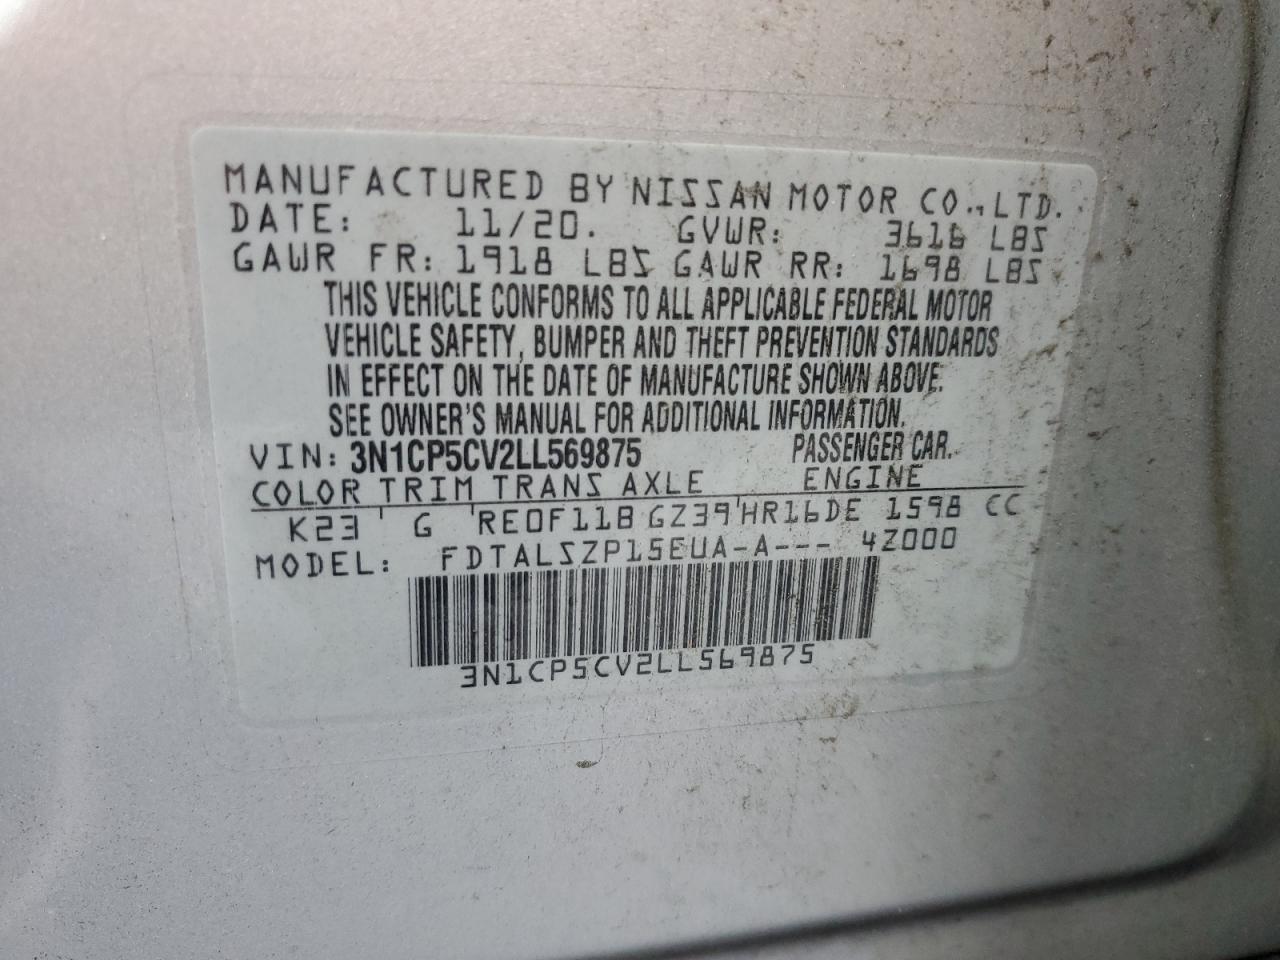 MANUFACTURED BY NISSAN MOTOR CO., LTD.
DATE: 11/20. GVWR: 3616 LBS
GAWR FR: 1918 LBS GAWR RR: 1698 LBS
THIS VEHICLE CONFORMS TO ALL APPLICABLE FEDERAL MOTOR
VEHICLE SAFETY, BUMPER AND THEFT PREVENTION STANDARDS
IN EFFECT ON THE DATE OF MANUFACTURE SHOWN ABOVE.
SEE OWNER'S MANUAL FOR ADDITIONAL INFORMATION.
VIN: 3N1CP5CV2LL569875 PASSENGER CAR.
COLOR TRIM TRANS AXLE ENGINE
K23 G RE0F11B GZ39 HR16DE 1598 CC
MODEL: FDTALSZP15EUA-A--- 4Z000
3N1CP5CV2LL569875